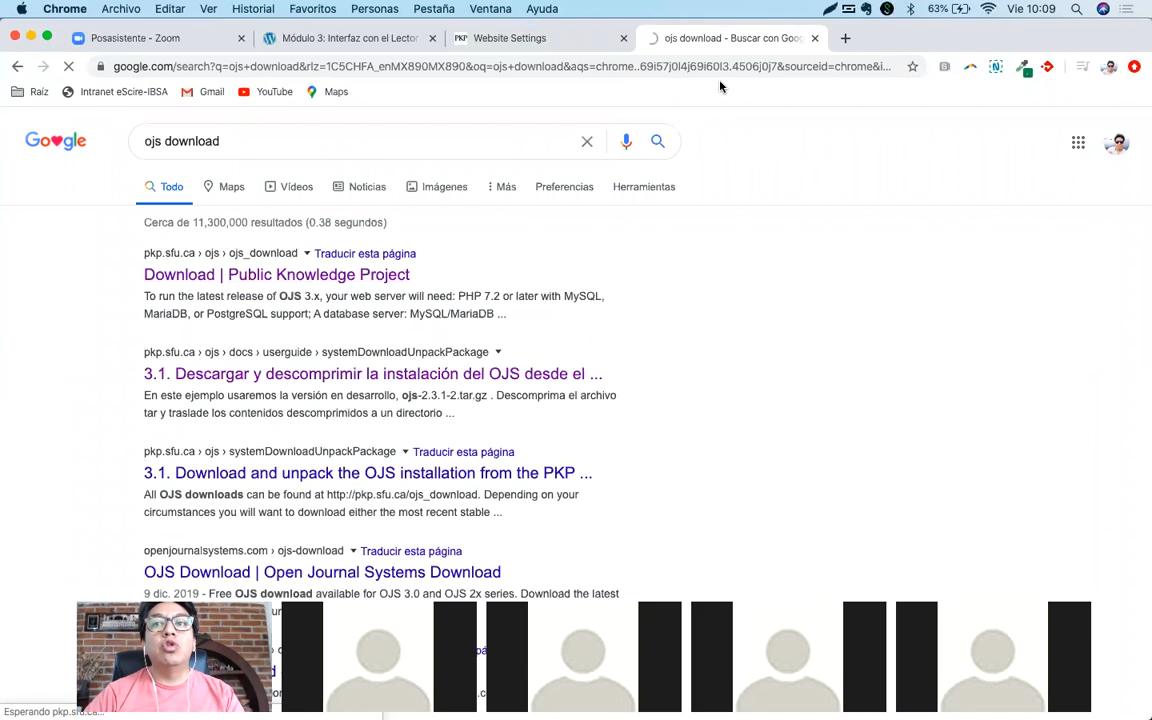 Chrome Archivo Editar Ver Historial Favoritos Personas Pestaña Ventana Ayuda 63% Vie 10:09
Posasistente - Zoom Módulo 3: Interfaz con el Lector PKP Website Settings ojs download - Buscar con Goog
google.com/search?q=ojs+download&rlz=1C5CHFA_enMX890MX890&oq=ojs+download&aqs=chrome..69i57j0l4j69i60l3.4506j0j7&sourceid=chrome&i...
Raíz Intranet eScire-IBSA Gmail YouTube Maps
ojs download
Todo Maps Vídeos Noticias Imágenes Más Preferencias Herramientas
Cerca de 11,300,000 resultados (0.38 segundos)
pkp.sfu.ca › ojs › ojs_download Traducir esta página
Download | Public Knowledge Project
To run the latest release of OJS 3.x, your web server will need: PHP 7.2 or later with MySQL,
MariaDB, or PostgreSQL support; A database server: MySQL/MariaDB ...
pkp.sfu.ca › ojs › docs › userguide › systemDownloadUnpackPackage
3.1. Descargar y descomprimir la instalación del OJS desde el ...
En este ejemplo usaremos la versión en desarrollo, ojs-2.3.1-2.tar.gz . Descomprima el archivo
tar y traslade los contenidos descomprimidos a un directorio ...
pkp.sfu.ca › ojs › systemDownloadUnpackPackage Traducir esta página
3.1. Download and unpack the OJS installation from the PKP ...
All OJS downloads can be found at http://pkp.sfu.ca/ojs_download. Depending on your
circumstances you will want to download either the most recent stable ...
openjournalsystems.com › ojs-download Traducir esta página
OJS Download | Open Journal Systems Download
9 dic. 2019 - Free OJS download available for OJS 3.0 and OJS 2x series. Download the latest
Esperando pkp.sfu.ca...